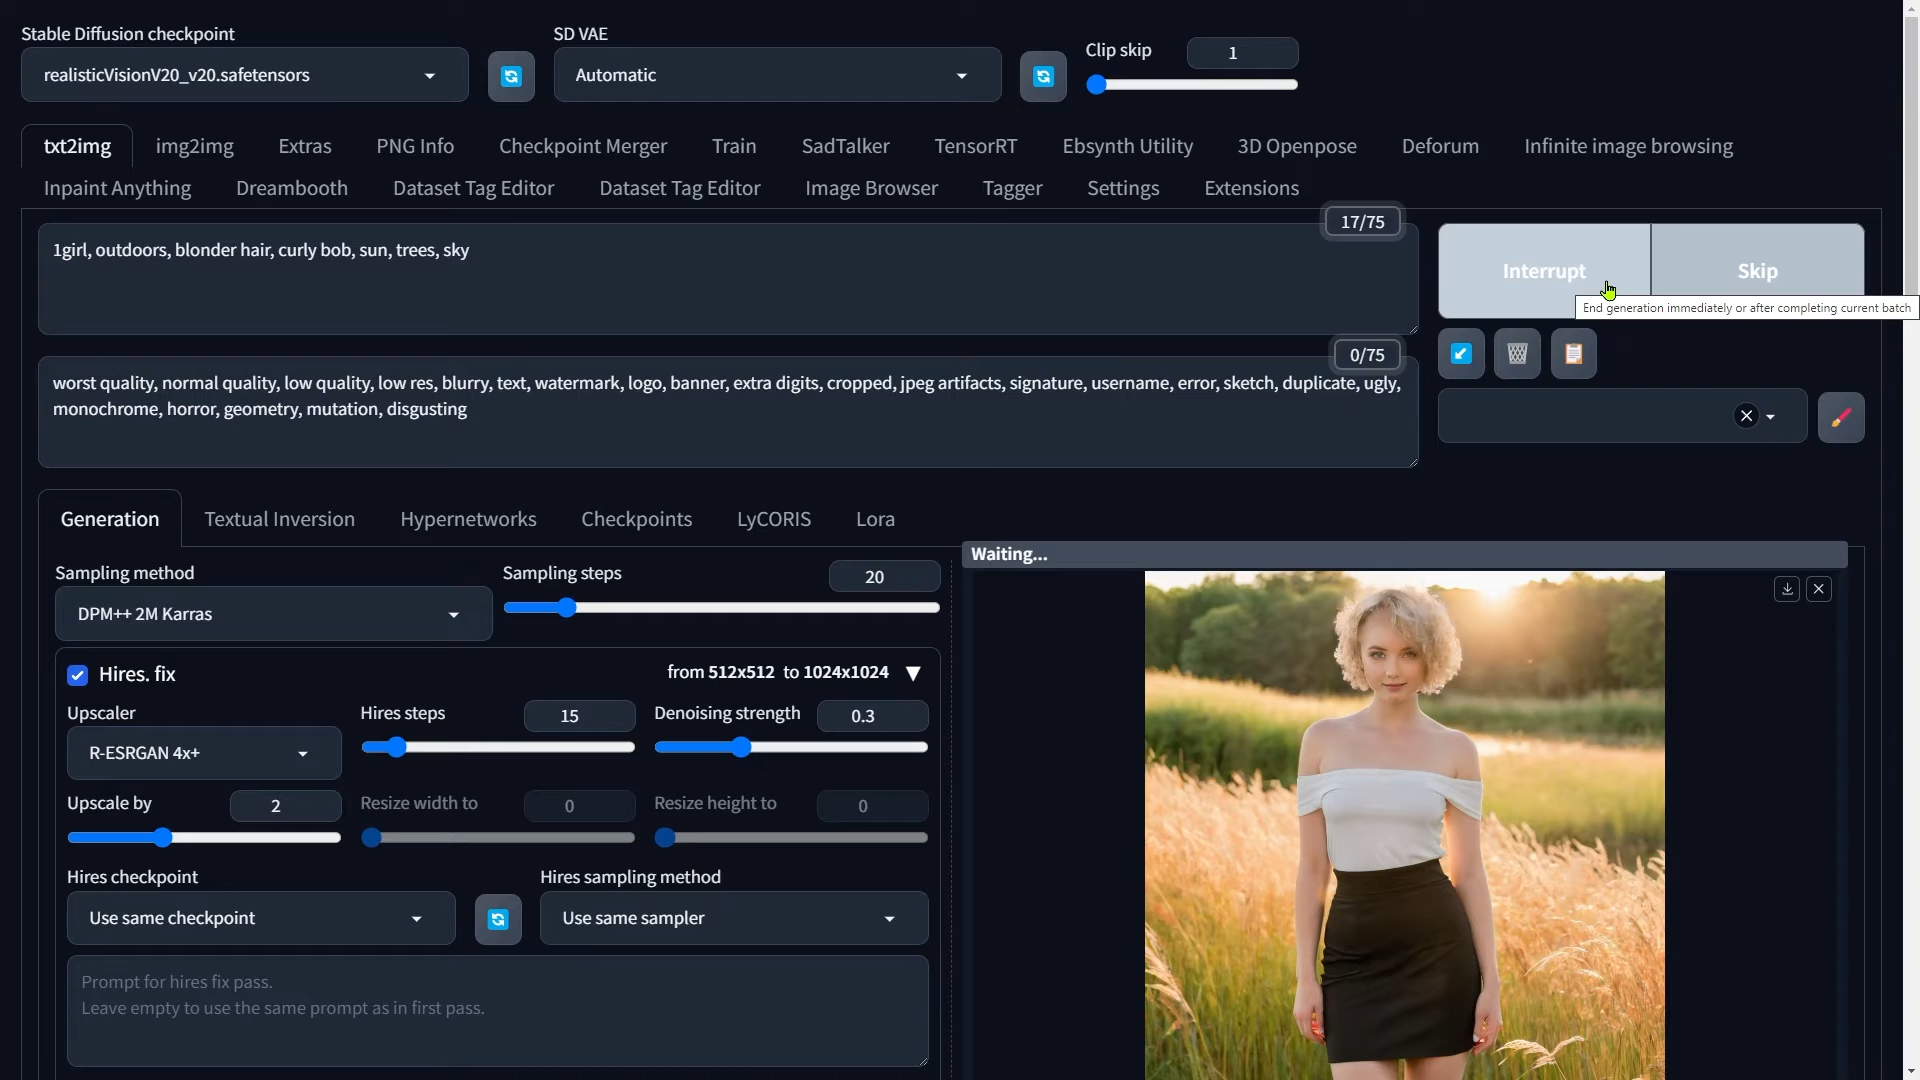 Stable Diffusion checkpoint
SD VAE
Clip skip
1
realisticVisionV20_v20.safetensors
Automatic
txt2img img2img Extras PNG Info Checkpoint Merger Train SadTalker TensorRT Ebsynth Utility 3D Openpose Deforum Infinite image browsing
Inpaint Anything Dreambooth Dataset Tag Editor Dataset Tag Editor Image Browser Tagger Settings Extensions
17/75
1girl, outdoors, blonder hair, curly bob, sun, trees, sky
Interrupt
Skip
End generation immediately or after completing current batch
0/75
worst quality, normal quality, low quality, low res, blurry, text, watermark, logo, banner, extra digits, cropped, jpeg artifacts, signature, username, error, sketch, duplicate, ugly,
monochrome, horror, geometry, mutation, disgusting
Generation Textual Inversion Hypernetworks Checkpoints LyCORIS Lora
Waiting...
Sampling method
DPM++ 2M Karras
Sampling steps
20
Hires. fix
from 512x512 to 1024x1024
Upscaler
R-ESRGAN 4x+
Hires steps
15
Denoising strength
0.3
Upscale by
2
Resize width to
0
Resize height to
0
Hires checkpoint
Use same checkpoint
Hires sampling method
Use same sampler
Prompt for hires fix pass.
Leave empty to use the same prompt as in first pass.